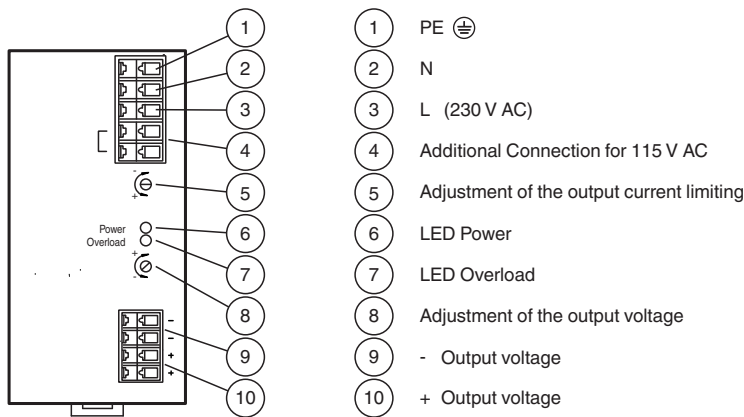 1 PE
2 N
3 L (230 V AC)
4 Additional Connection for 115 V AC
5 Adjustment of the output current limiting
6 LED Power
7 LED Overload
8 Adjustment of the output voltage
9 - Output voltage
10 + Output voltage
1
2
3
4
5
6
7
8
9
10
-
+
Power
Overload
+
-
-
-
+
+